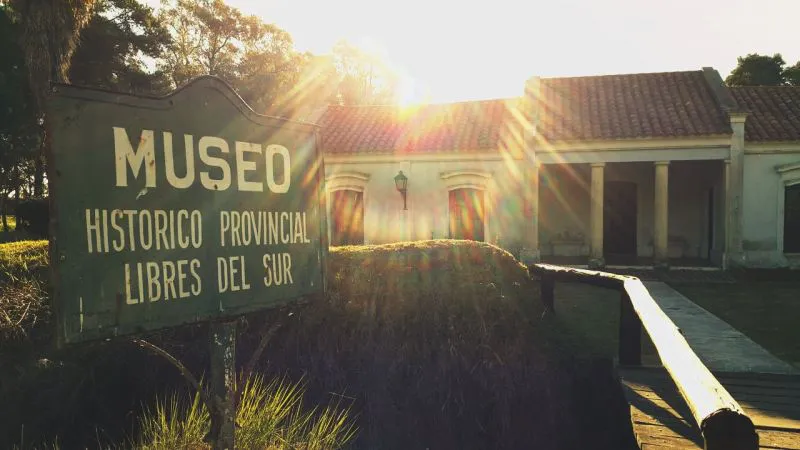 MUSEO
HISTORICO PROVINCIAL
LIBRES DEL SUR